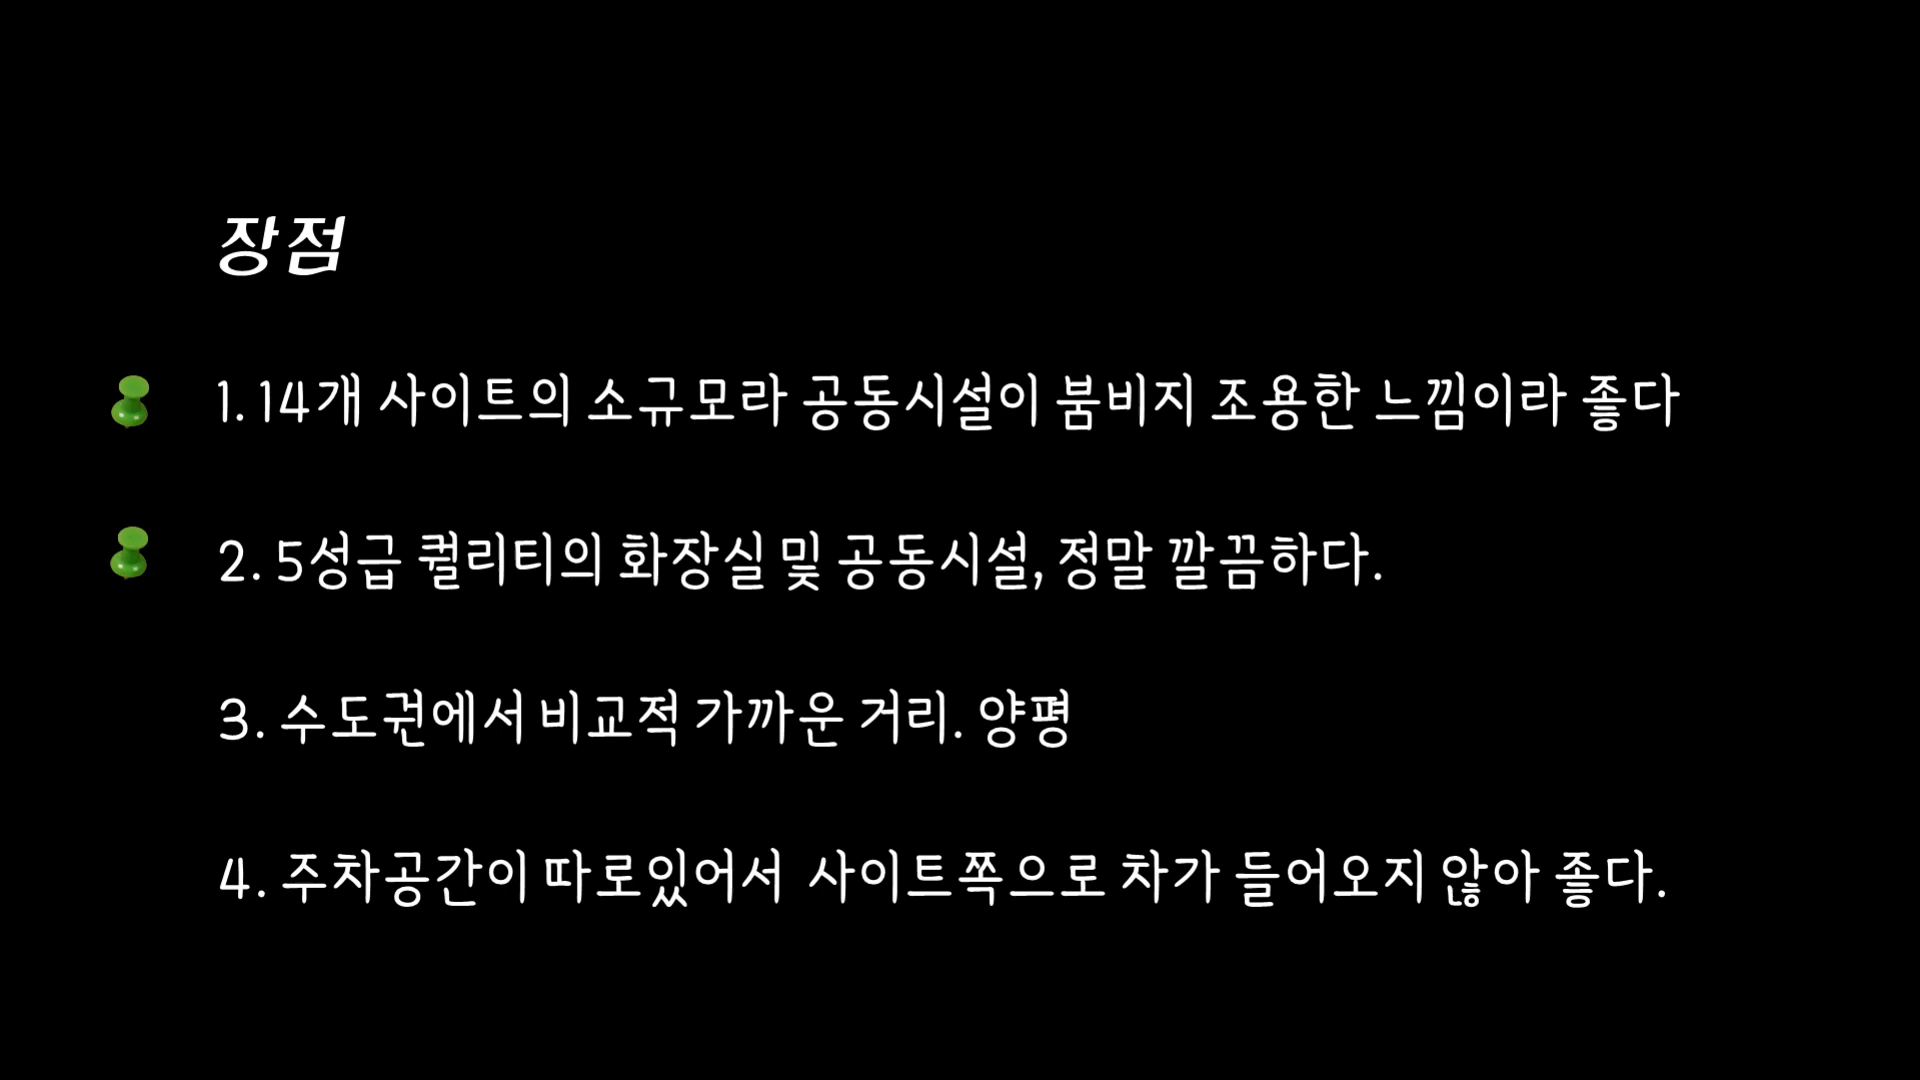 장점
1. 14개 사이트의 소규모라 공동시설이 붐비지 조용한 느낌이라 좋다
2. 5성급 퀄리티의 화장실 및 공동시설, 정말 깔끔하다.
3. 수도권에서 비교적 가까운 거리. 양평
4. 주차공간이 따로있어서 사이트쪽으로 차가 들어오지 않아 좋다.